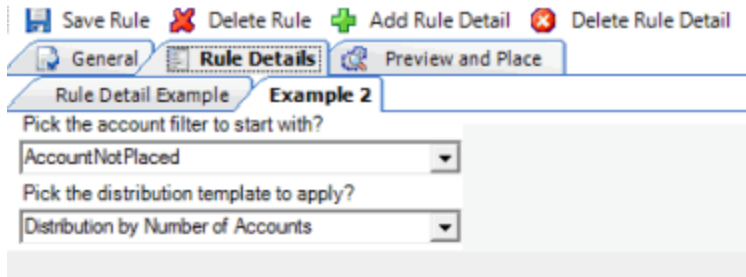 Save Rule Delete Rule Add Rule Detail Delete Rule Detail
General Rule Details Preview and Place
Rule Detail Example Example 2
Pick the account filter to start with?
AccountNotPlaced
Pick the distribution template to apply?
Distribution by Number of Accounts